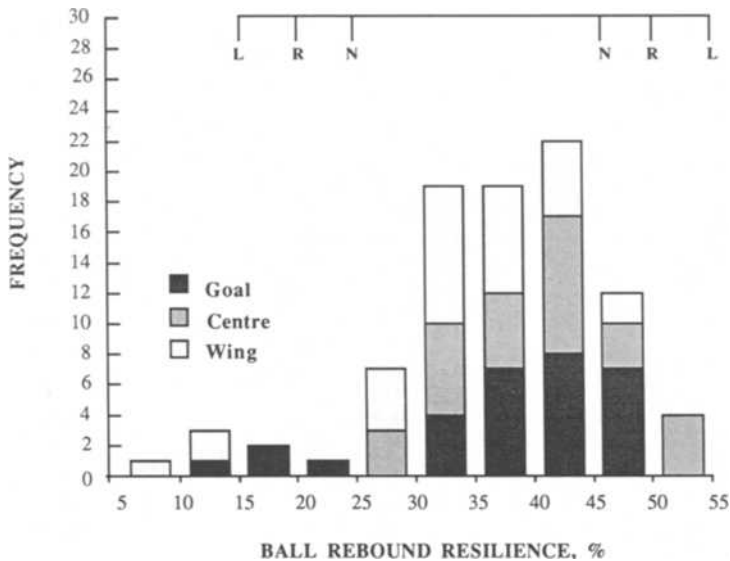 30
28
26
24
22
20
18
16
14
12
10
8
6
4
2
0
L R N N R L
FREQUENCY
Goal
Centre
Wing
5 10 15 20 25 30 35 40 45 50 55
BALL REBOUND RESILIENCE, %